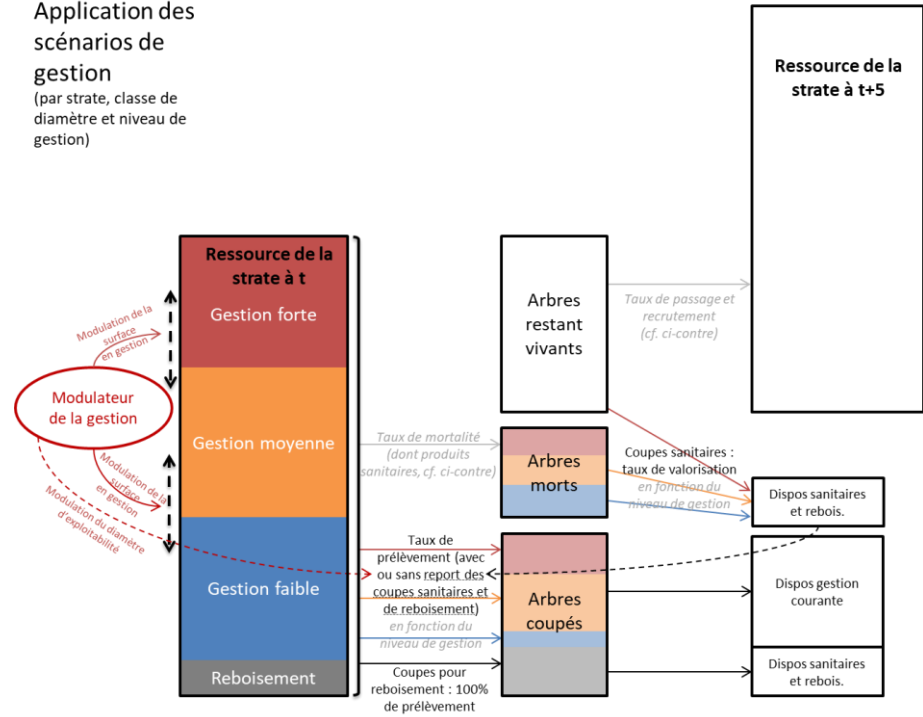 Application des
scénarios de
gestion
(par strate, classe de
diamètre et niveau de
gestion)
Ressource de la
strate à t+5
Ressource de la
strate à t
Gestion forte
Gestion moyenne
Gestion faible
Reboisement
Modulation de la
surface
en gestion
Modulateur
de la gestion
Modulation de la
surface
en gestion
Modulation du diamètre
d'exploitabilité
Arbres
restant
vivants
Taux de passage et
recrutement
(cf. ci-contre)
Taux de mortalité
(dont produits
sanitaires, cf. ci-contre)
Arbres
morts
Coupes sanitaires :
taux de valorisation
en fonction du
niveau de gestion
Dispos sanitaires
et rebois.
Taux de
prélèvement (avec
ou sans report des
coupes sanitaires et
de reboisement)
en fonction du
niveau de gestion
Arbres
coupés
Dispos gestion
courante
Coupes pour
reboisement : 100%
de prélèvement
Dispos sanitaires
et rebois.